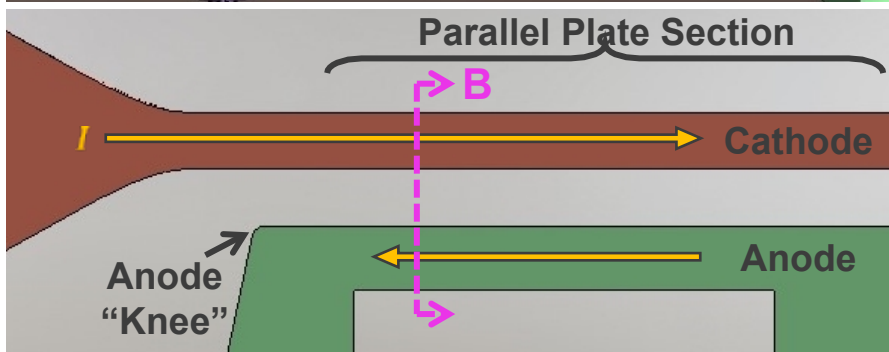 Parallel Plate Section
B
I
Cathode
Anode
Anode
“Knee”